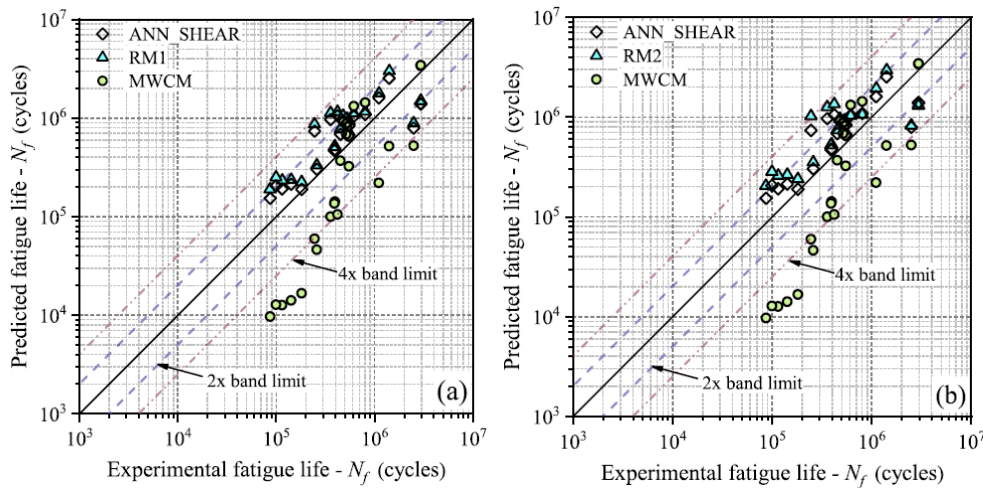 10^7
10^6
10^5
10^4
10^3
Predicted fatigue life - N_f (cycles)
ANN_SHEAR
RM1
MWCM
4x band limit
2x band limit
(a)
10^3 10^4 10^5 10^6 10^7
Experimental fatigue life - N_f (cycles)
10^7
10^6
10^5
10^4
10^3
Predicted fatigue life - N_f (cycles)
ANN_SHEAR
RM2
MWCM
4x band limit
2x band limit
(b)
10^3 10^4 10^5 10^6 10^7
Experimental fatigue life - N_f (cycles)